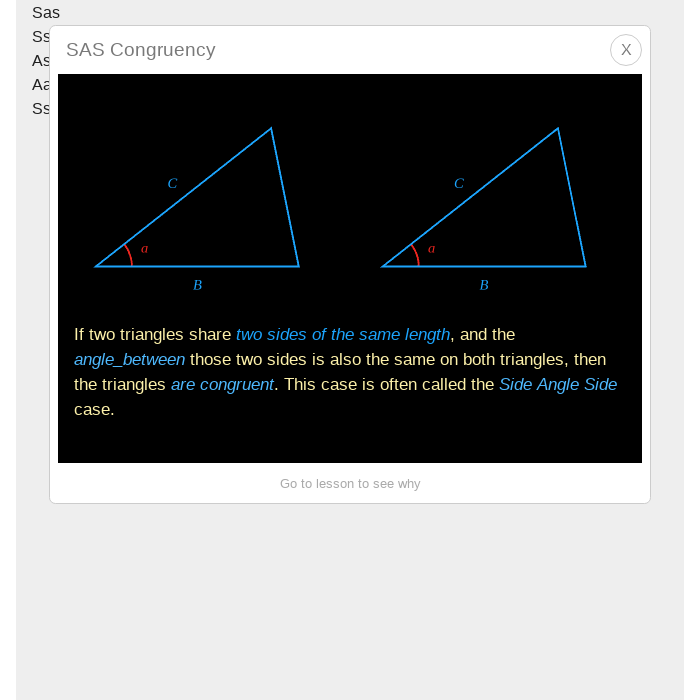 Sas
Ss
As
Aa
Ss
SAS Congruency
X
C
a
B
C
a
B
If two triangles share two sides of the same length, and the
angle_between those two sides is also the same on both triangles, then
the triangles are congruent. This case is often called the Side Angle Side
case.
Go to lesson to see why